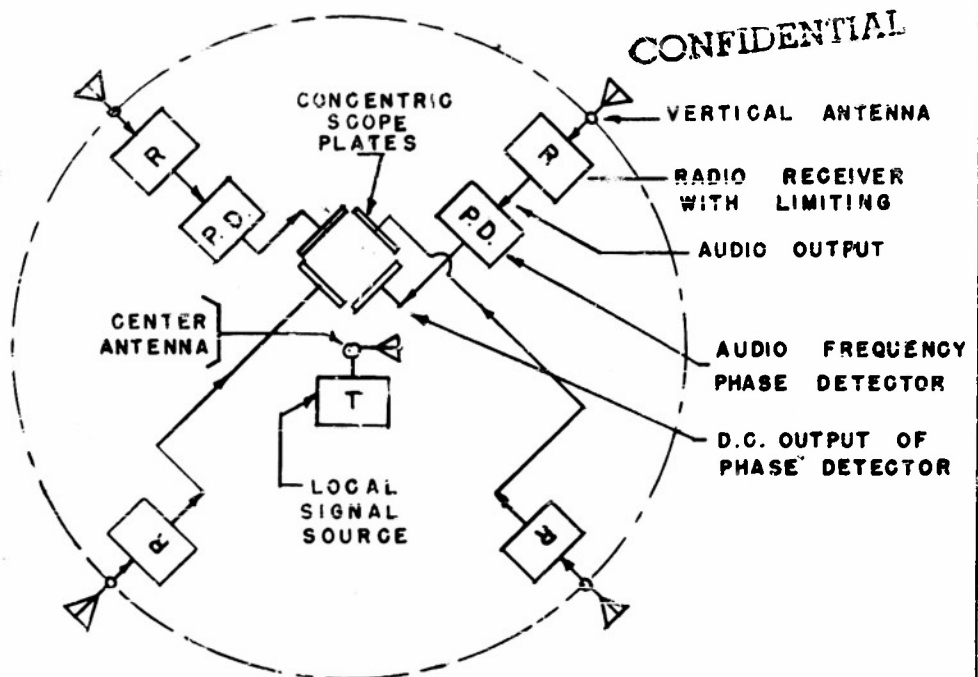 CONFIDENTIAL
CONCENTRIC
SCOPE
PLATES
VERTICAL ANTENNA
R
R
RADIO RECEIVER
WITH LIMITING
P.D.
P.D.
AUDIO OUTPUT
CENTER
ANTENNA
AUDIO FREQUENCY
PHASE DETECTOR
T
D.C. OUTPUT OF
PHASE DETECTOR
LOCAL
SIGNAL
SOURCE
R
R